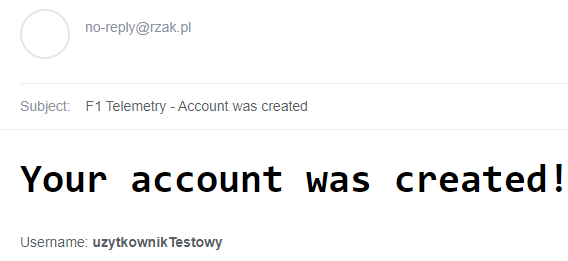 no-reply@rzak.pl
Subject: F1 Telemetry - Account was created
Your account was created!
Username: uzytkownikTestowy